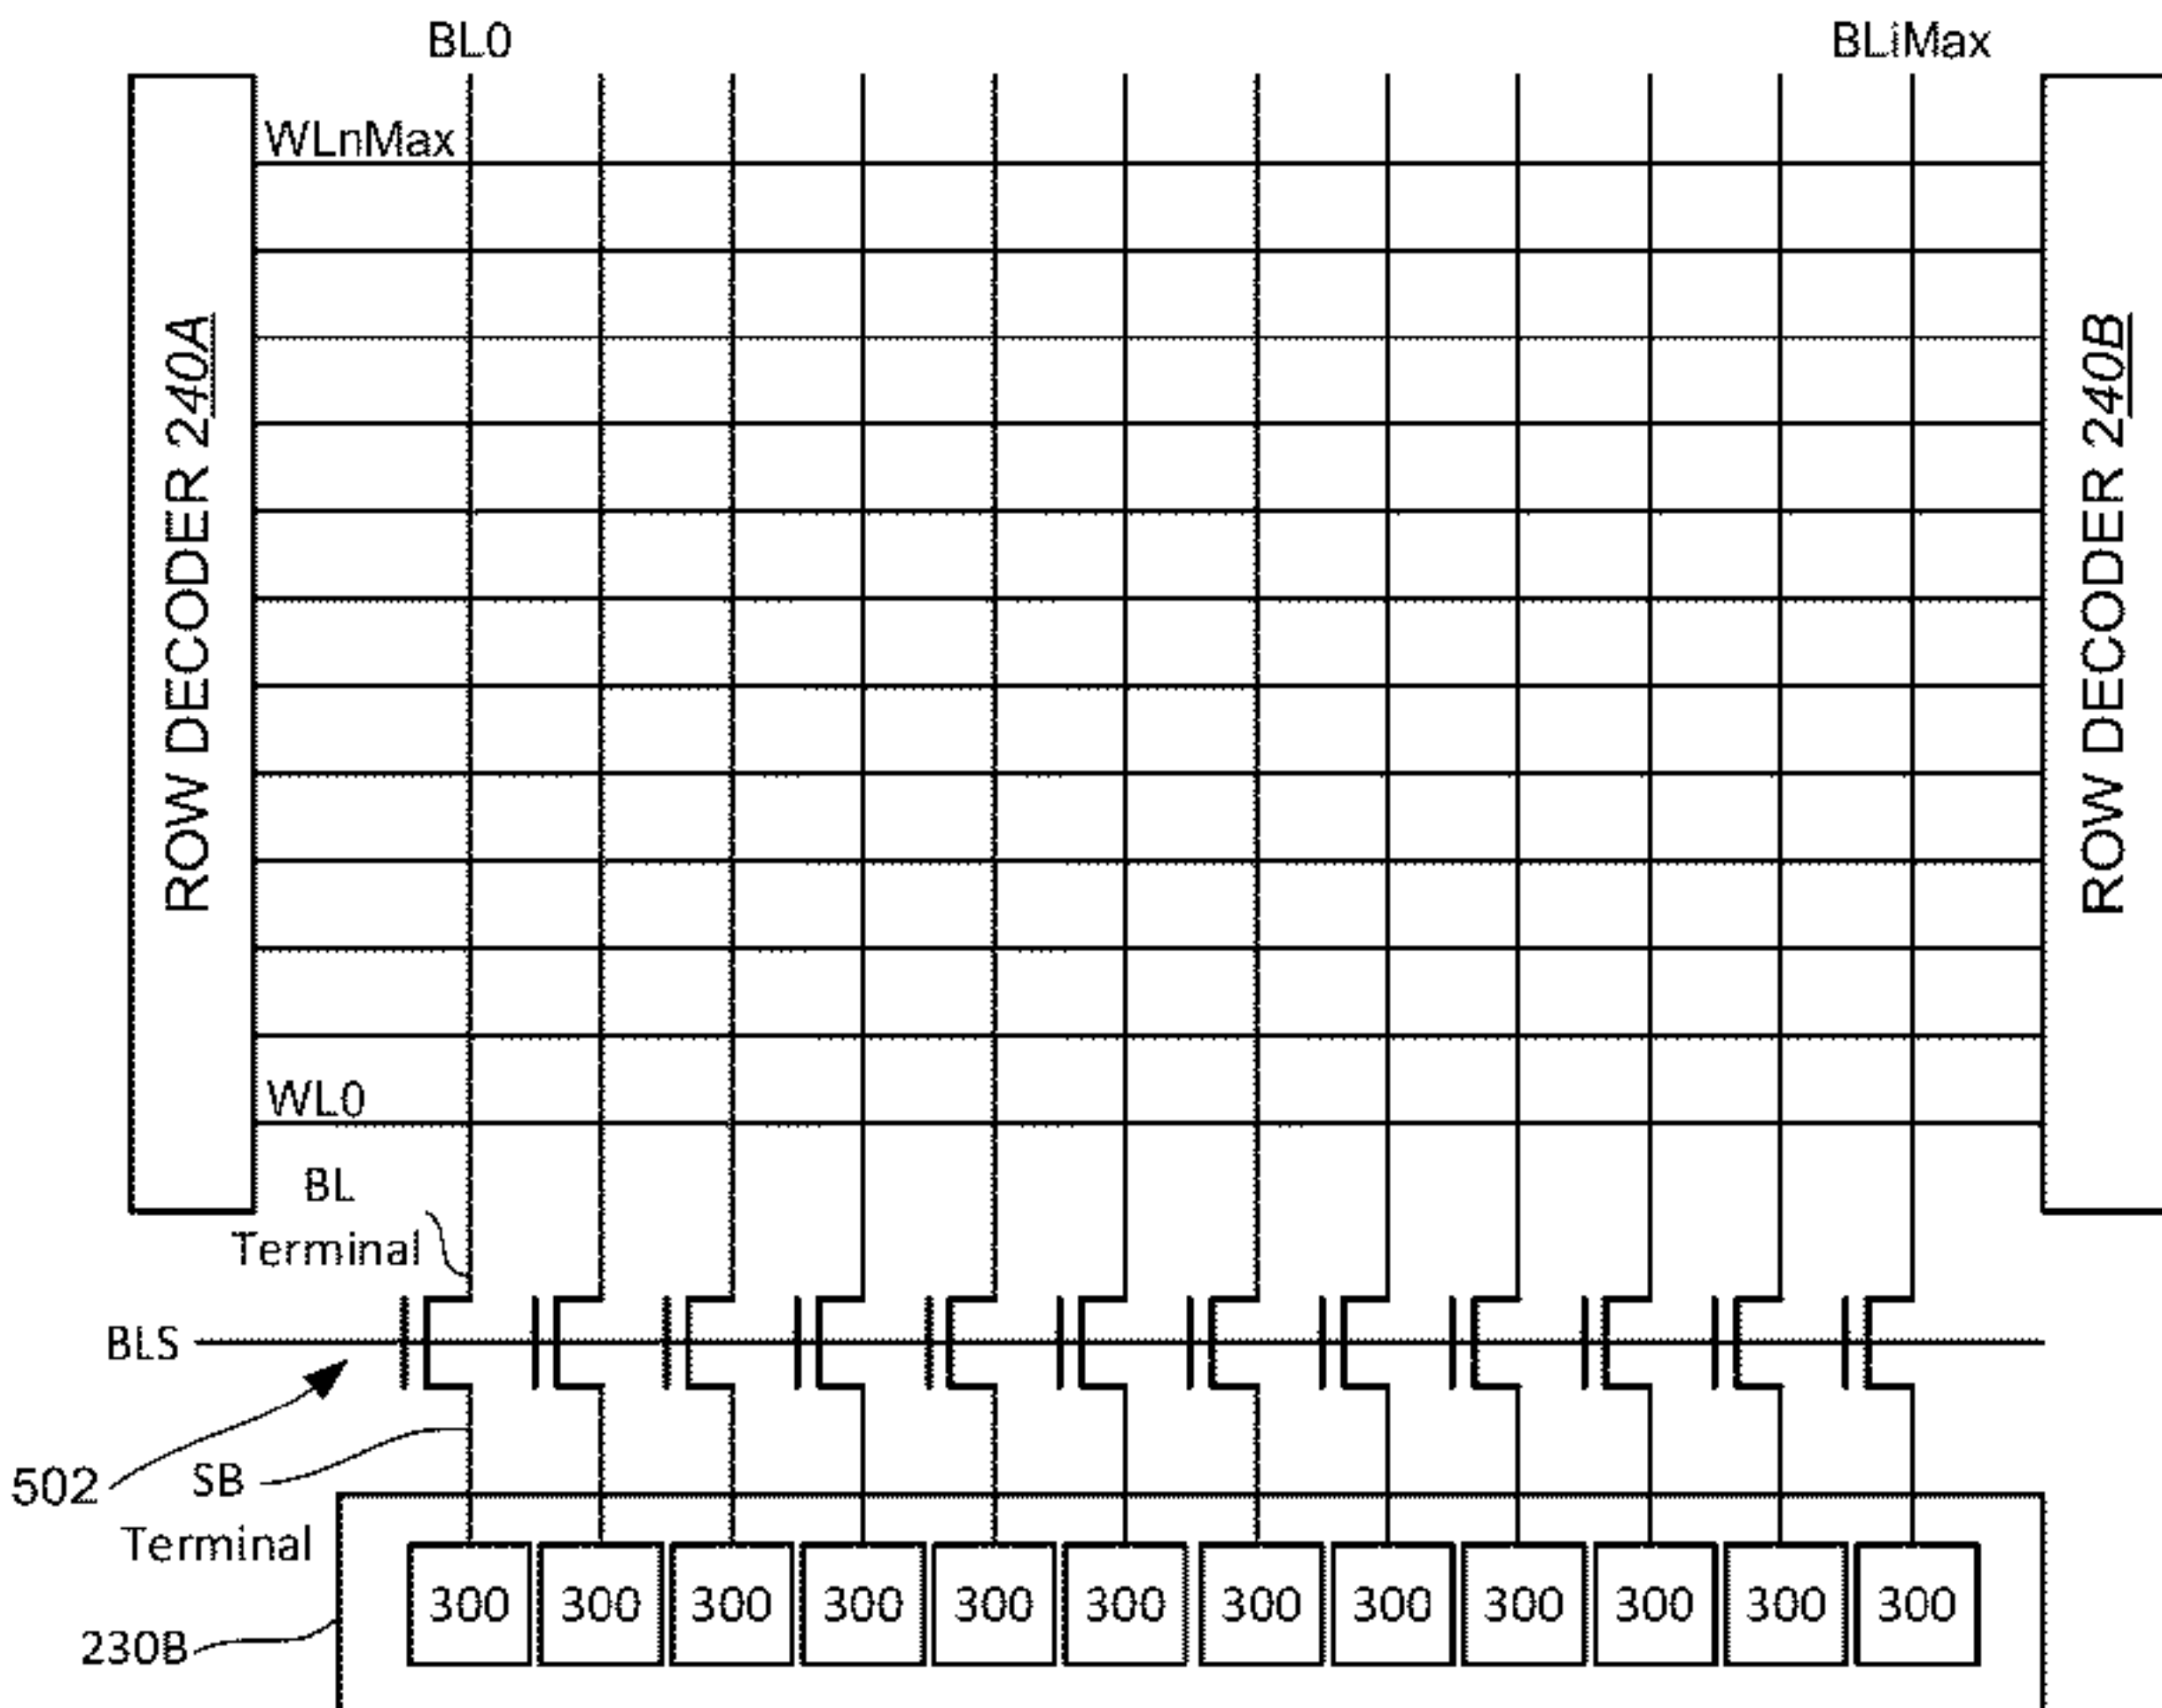 BL0
BLiMax
WLnMax
ROW DECODER 240A
ROW DECODER 240B
WL0
BL
Terminal
BLS
502
SB
Terminal
300 300 300 300 300 300 300 300 300 300 300 300
230B